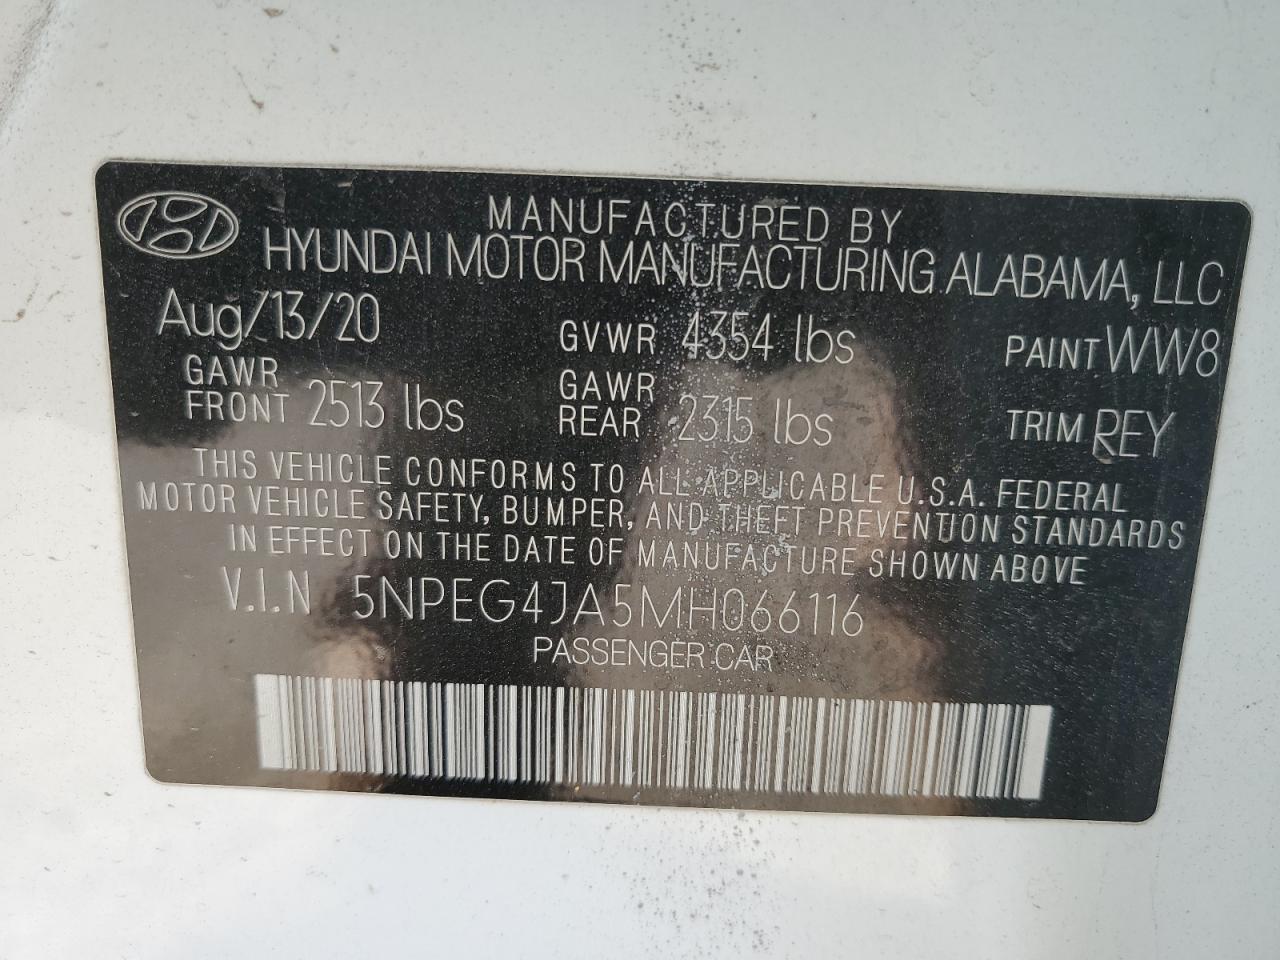 MANUFACTURED BY
HYUNDAI MOTOR MANUFACTURING ALABAMA, LLC
Aug/13/20 GVWR 4354 lbs PAINT WW8
GAWR FRONT 2513 lbs GAWR REAR 2315 lbs TRIM REY
THIS VEHICLE CONFORMS TO ALL APPLICABLE U.S.A. FEDERAL
MOTOR VEHICLE SAFETY, BUMPER, AND THEFT PREVENTION STANDARDS
IN EFFECT ON THE DATE OF MANUFACTURE SHOWN ABOVE
V.I.N 5NPEG4JA5MH066116
PASSENGER CAR